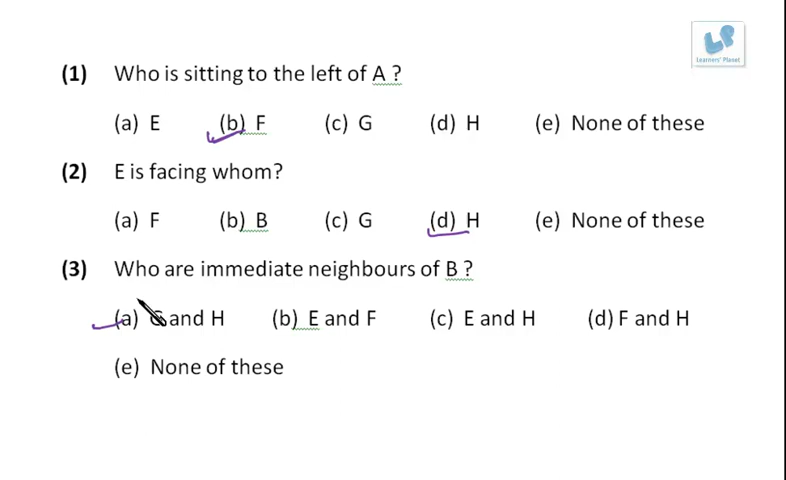 LP
Learners' Planet
(1) Who is sitting to the left of A ?
(a) E (b) F (c) G (d) H (e) None of these
(2) E is facing whom?
(a) F (b) B (c) G (d) H (e) None of these
(3) Who are immediate neighbours of B ?
(a) G and H (b) E and F (c) E and H (d) F and H
(e) None of these